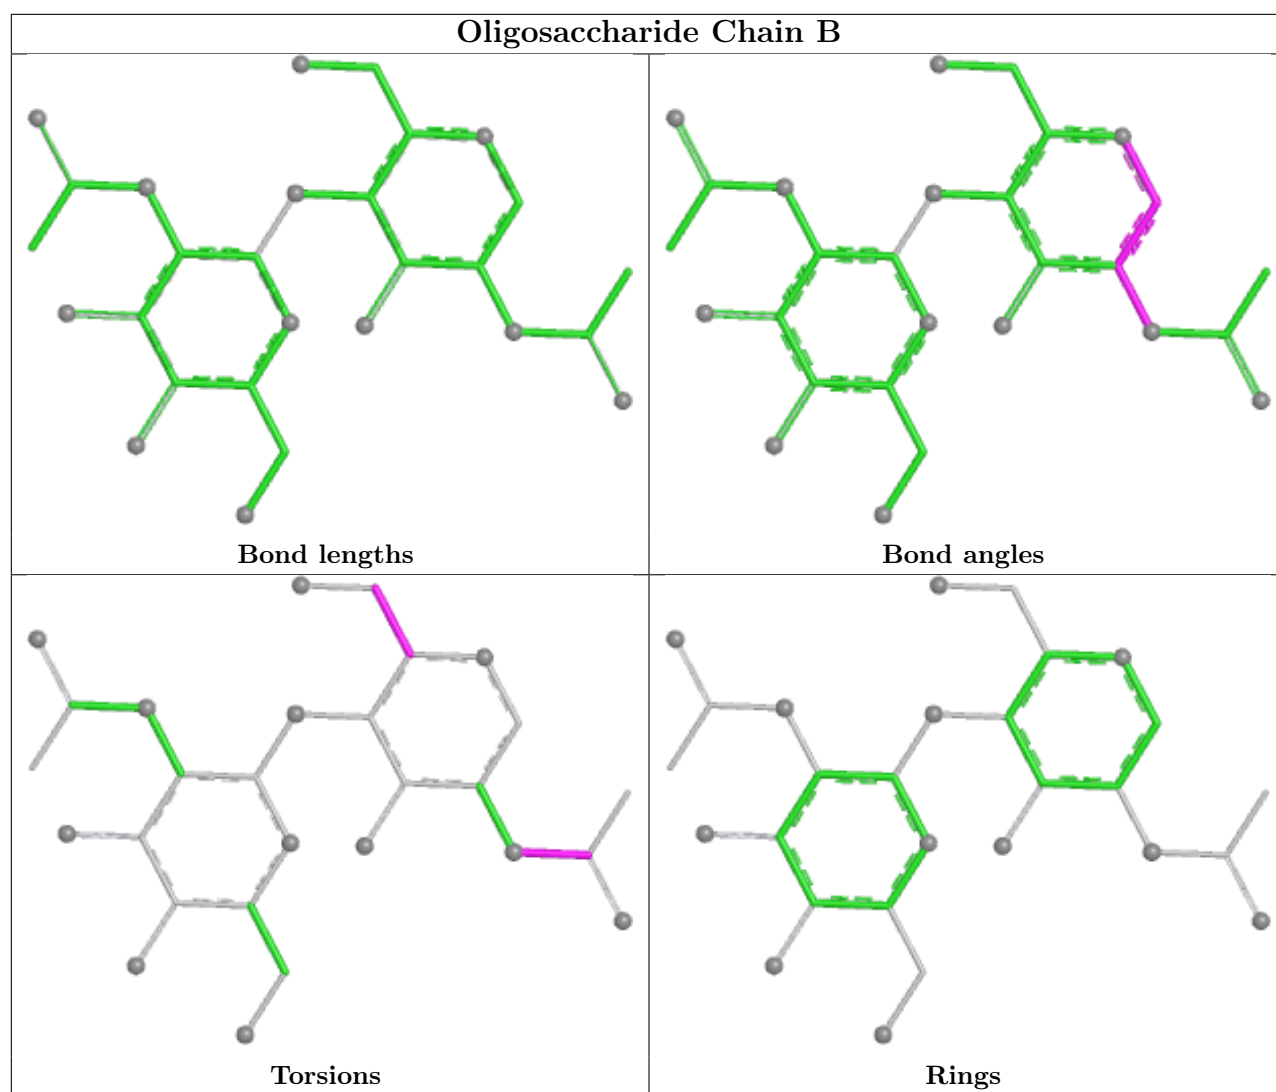 Oligosaccharide Chain B
Bond lengths
Bond angles
Torsions
Rings